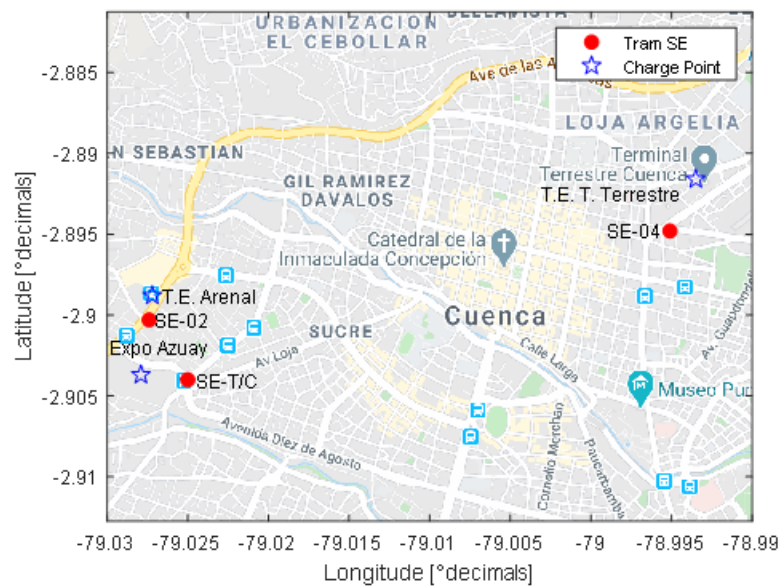 URBANIZACION
EL CEBOLLAR
Tram SE
Charge Point
Ave de las A
LOJA ARGELIA
N SEBASTIAN
Terminal
Terrestre Cuenca
GIL RAMIREZ
DAVALOS
T.E. T. Terrestre
Catedral de la
Inmaculada Concepción
SE-04
T.E. Arenal
SE-02
SUCRE
Cuenca
Expo Azuay
Av Loja
Calle Larga
Av. Guapdondelig
SE-T/C
Museo Pu
Avenida Diez de Agosto
Cornelio Merchan
Paucarbamba
-2.885
-2.89
-2.895
-2.9
-2.905
-2.91
Latitude [°decimals]
-79.03
-79.025
-79.02
-79.015
-79.01
-79.005
-79
-78.995
-78.99
Longitude [°decimals]